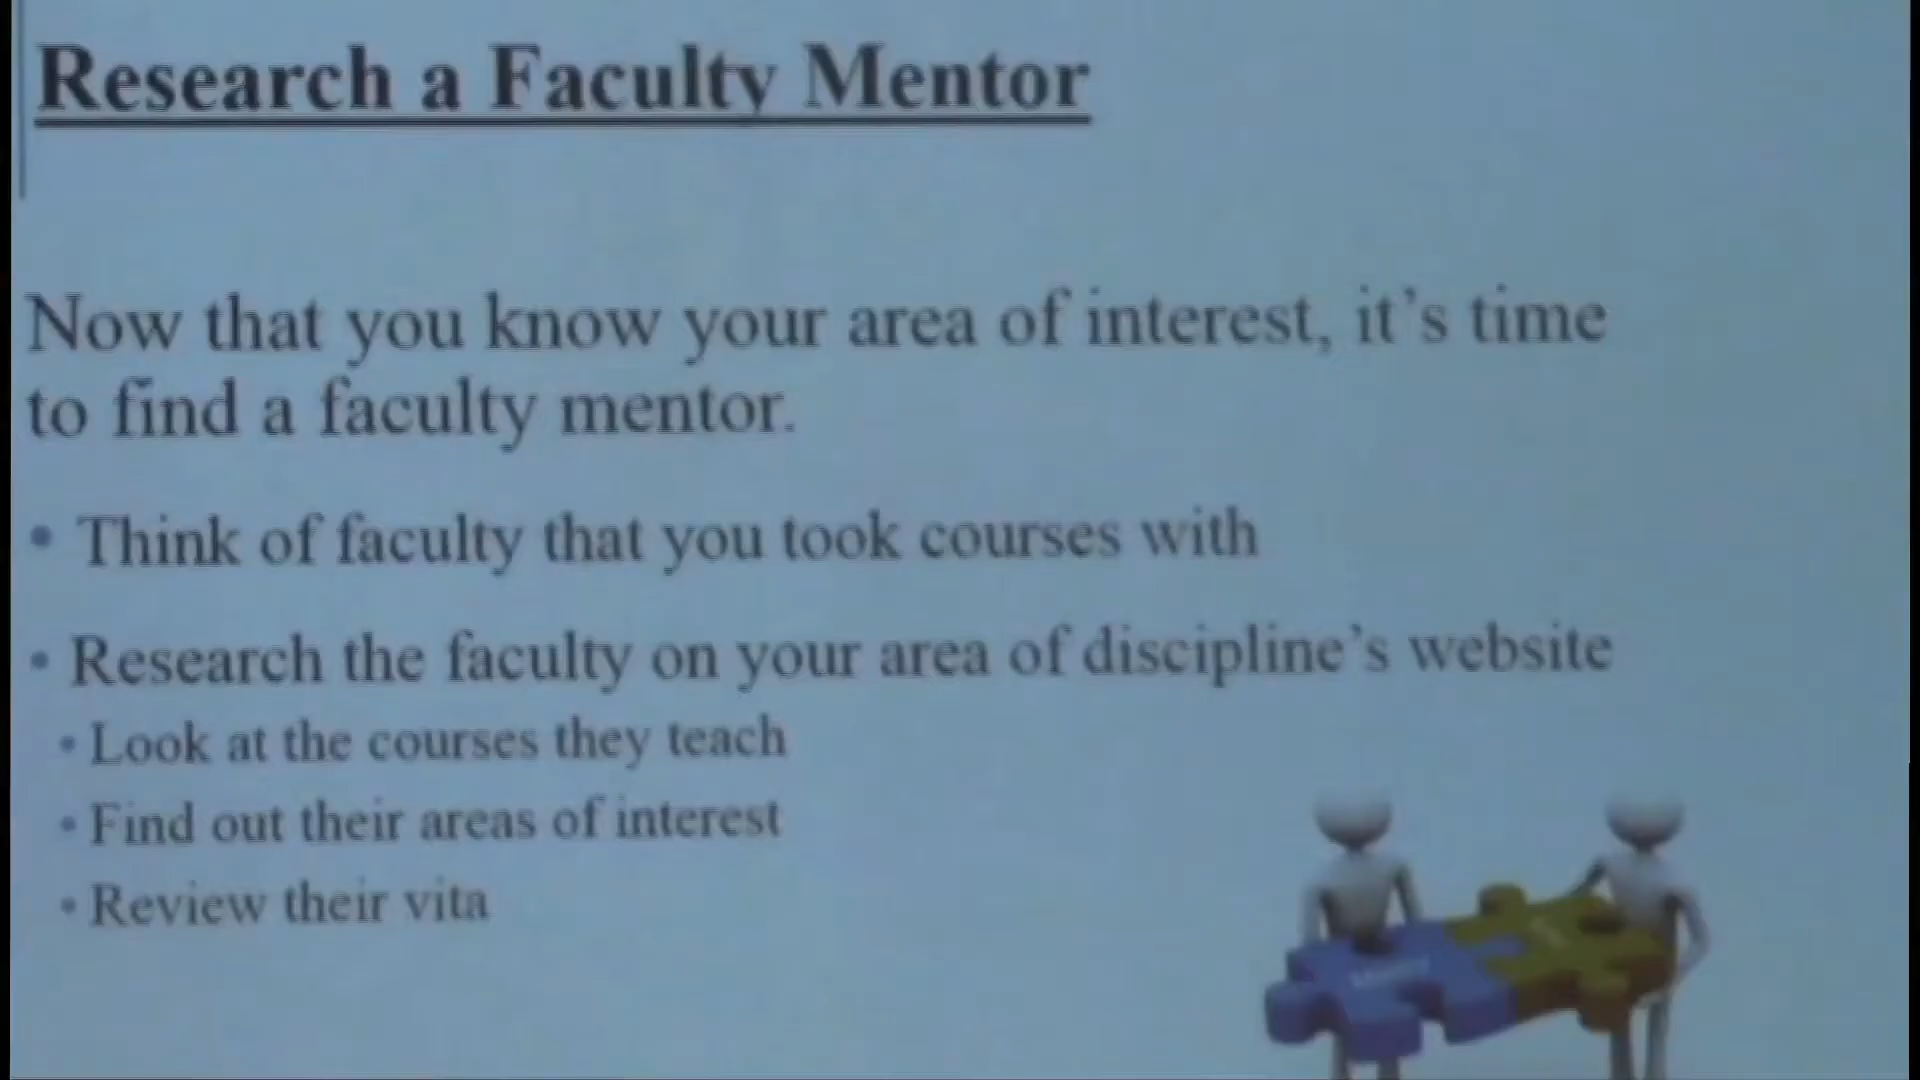 Research a Faculty Mentor
Now that you know your area of interest, it's time
to find a faculty mentor.
• Think of faculty that you took courses with
• Research the faculty on your area of discipline's website
• Look at the courses they teach
• Find out their areas of interest
• Review their vita